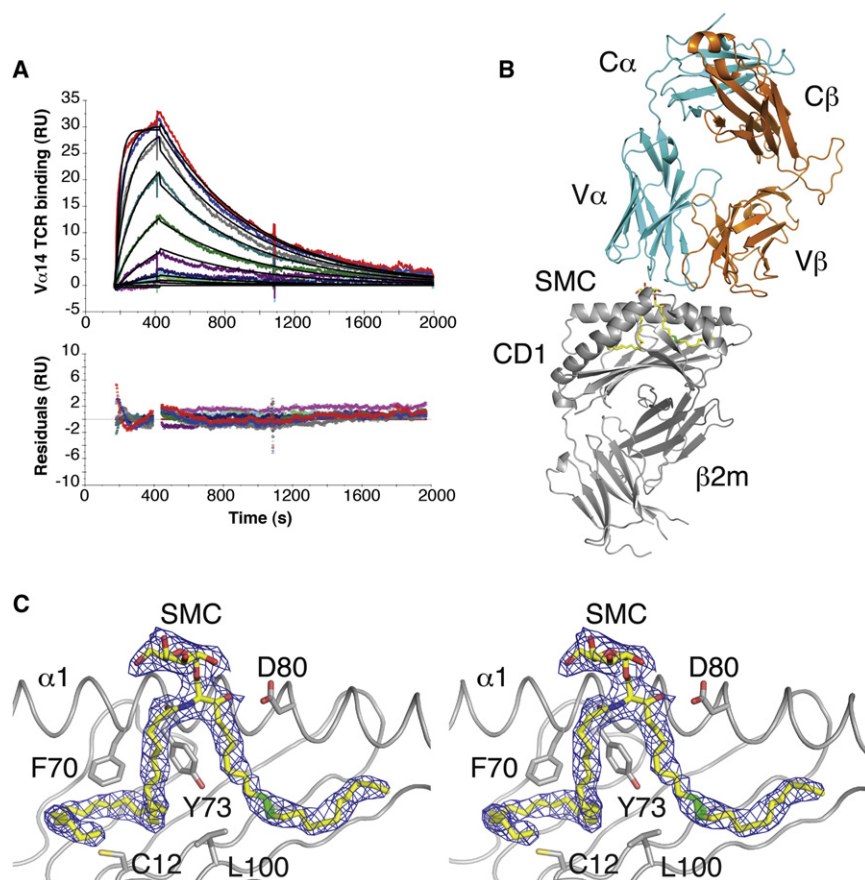 A
Vα14 TCR binding (RU)
35
30
25
20
15
10
5
0
-5
0
400
800
1200
1600
2000
Residuals (RU)
10
6
2
-2
-6
-10
0
400
800
1200
1600
2000
Time (s)
B
Cα
Cβ
Vα
Vβ
SMC
CD1
β2m
C
SMC
α1
D80
F70
Y73
C12
L100
SMC
α1
D80
F70
Y73
C12
L100